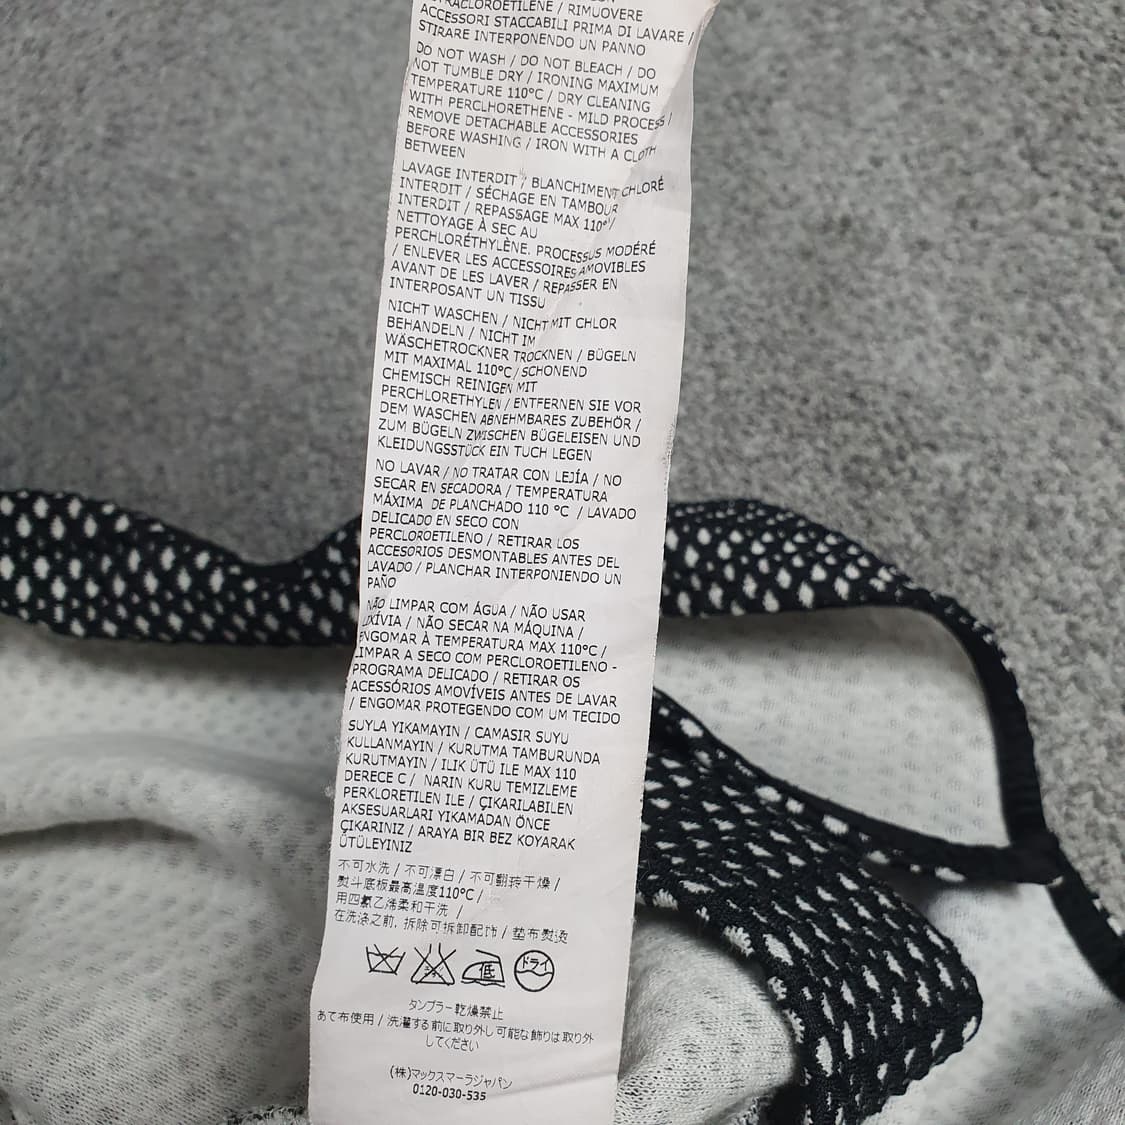 TRACLOROETILENE / RIMUOVERE
ACCESSORI STACCABILI PRIMA DI LAVARE /
STIRARE INTERPONENDO UN PANNO
DO NOT WASH / DO NOT BLEACH / DO
NOT TUMBLE DRY / IRONING MAXIMUM
TEMPERATURE 110°C / DRY CLEANING
WITH PERCLHORETHENE - MILD PROCESS /
REMOVE DETACHABLE ACCESSORIES
BEFORE WASHING / IRON WITH A CLOTH
BETWEEN
LAVAGE INTERDIT / BLANCHIMENT CHLORÉ
INTERDIT / SÉCHAGE EN TAMBOUR
INTERDIT / REPASSAGE MAX 110° /
NETTOYAGE À SEC AU
PERCHLORÉTHYLÈNE. PROCESSUS MODÉRÉ
/ ENLEVER LES ACCESSOIRES AMOVIBLES
AVANT DE LES LAVER / REPASSER EN
INTERPOSANT UN TISSU
NICHT WASCHEN / NICHT MIT CHLOR
BEHANDELN / NICHT IM
WÄSCHETROCKNER TROCKNEN / BÜGELN
MIT MAXIMAL 110°C / SCHONEND
CHEMISCH REINIGEN MIT
PERCHLORETHYLEN / ENTFERNEN SIE VOR
DEM WASCHEN ABNEHMBARES ZUBEHÖR /
ZUM BÜGELN ZWISCHEN BÜGELEISEN UND
KLEIDUNGSSTÜCK EIN TUCH LEGEN
NO LAVAR / NO TRATAR CON LEJÍA / NO
SECAR EN SECADORA / TEMPERATURA
MÁXIMA DE PLANCHADO 110 °C / LAVADO
DELICADO EN SECO CON
PERCLOROETILENO / RETIRAR LOS
ACCESORIOS DESMONTABLES ANTES DEL
LAVADO / PLANCHAR INTERPONIENDO UN
PAÑO
NÃO LIMPAR COM ÁGUA / NÃO USAR
LIXÍVIA / NÃO SECAR NA MÁQUINA /
ENGOMAR À TEMPERATURA MAX 110°C /
LIMPAR A SECO COM PERCLOROETILENO -
PROGRAMA DELICADO / RETIRAR OS
ACESSÓRIOS AMOVÍVEIS ANTES DE LAVAR
/ ENGOMAR PROTEGENDO COM UM TECIDO
SUYLA YIKAMAYIN / CAMASIR SUYU
KULLANMAYIN / KURUTMA TAMBURUNDA
KURUTMAYIN / ILIK ÜTÜ ILE MAX 110
DERECE C / NARIN KURU TEMIZLEME
PERKLORETILEN ILE / ÇIKARILABILEN
AKSESUARLARI YIKAMADAN ÖNCE
ÇIKARINIZ / ARAYA BIR BEZ KOYARAK
ÜTÜLEYINIZ
不可水洗 / 不可漂白 / 不可翻转干燥 /
熨斗底板最高温度110°C /
用四氯乙烯柔和干洗 /
在洗涤之前, 拆除可拆卸配饰 / 垫布熨烫
低 ドライ
タンブラー乾燥禁止
あて布使用 / 洗濯する前に取り外し可能な飾りは取り外
してください
(株)マックスマーラジャパン
0120-030-535